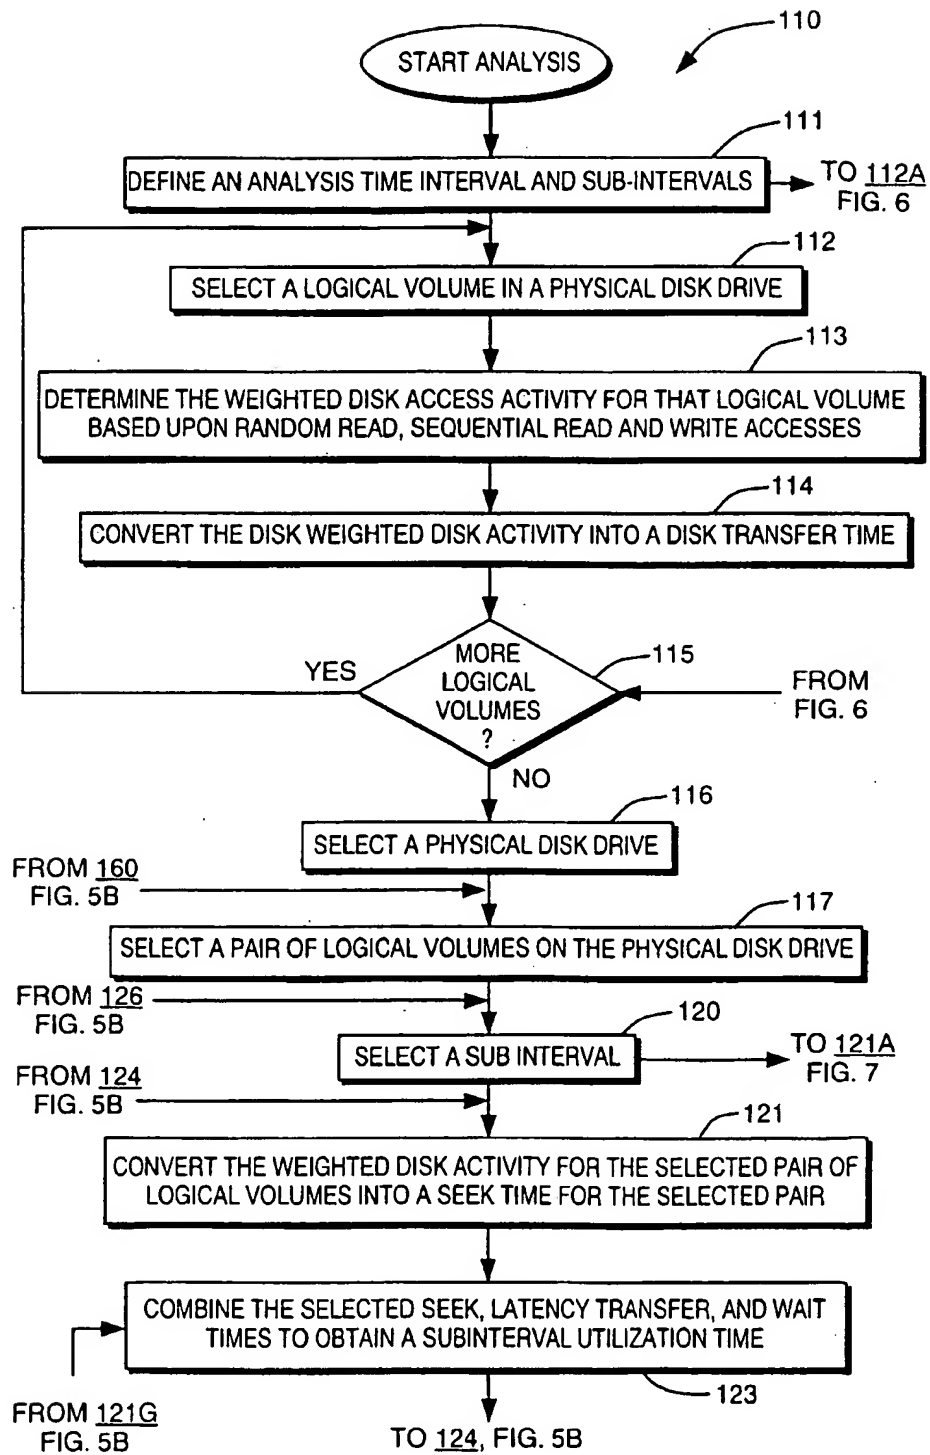 110
START ANALYSIS
111
DEFINE AN ANALYSIS TIME INTERVAL AND SUB-INTERVALS
TO 112A
FIG. 6
112
SELECT A LOGICAL VOLUME IN A PHYSICAL DISK DRIVE
113
DETERMINE THE WEIGHTED DISK ACCESS ACTIVITY FOR THAT LOGICAL VOLUME
BASED UPON RANDOM READ, SEQUENTIAL READ AND WRITE ACCESSES
114
CONVERT THE DISK WEIGHTED DISK ACTIVITY INTO A DISK TRANSFER TIME
YES
MORE
LOGICAL
VOLUMES
?
115
FROM
FIG. 6
NO
116
SELECT A PHYSICAL DISK DRIVE
FROM 160
FIG. 5B
117
SELECT A PAIR OF LOGICAL VOLUMES ON THE PHYSICAL DISK DRIVE
FROM 126
FIG. 5B
120
SELECT A SUB INTERVAL
TO 121A
FIG. 7
FROM 124
FIG. 5B
121
CONVERT THE WEIGHTED DISK ACTIVITY FOR THE SELECTED PAIR OF
LOGICAL VOLUMES INTO A SEEK TIME FOR THE SELECTED PAIR
COMBINE THE SELECTED SEEK, LATENCY TRANSFER, AND WAIT
TIMES TO OBTAIN A SUBINTERVAL UTILIZATION TIME
123
FROM 121G
FIG. 5B
TO 124, FIG. 5B